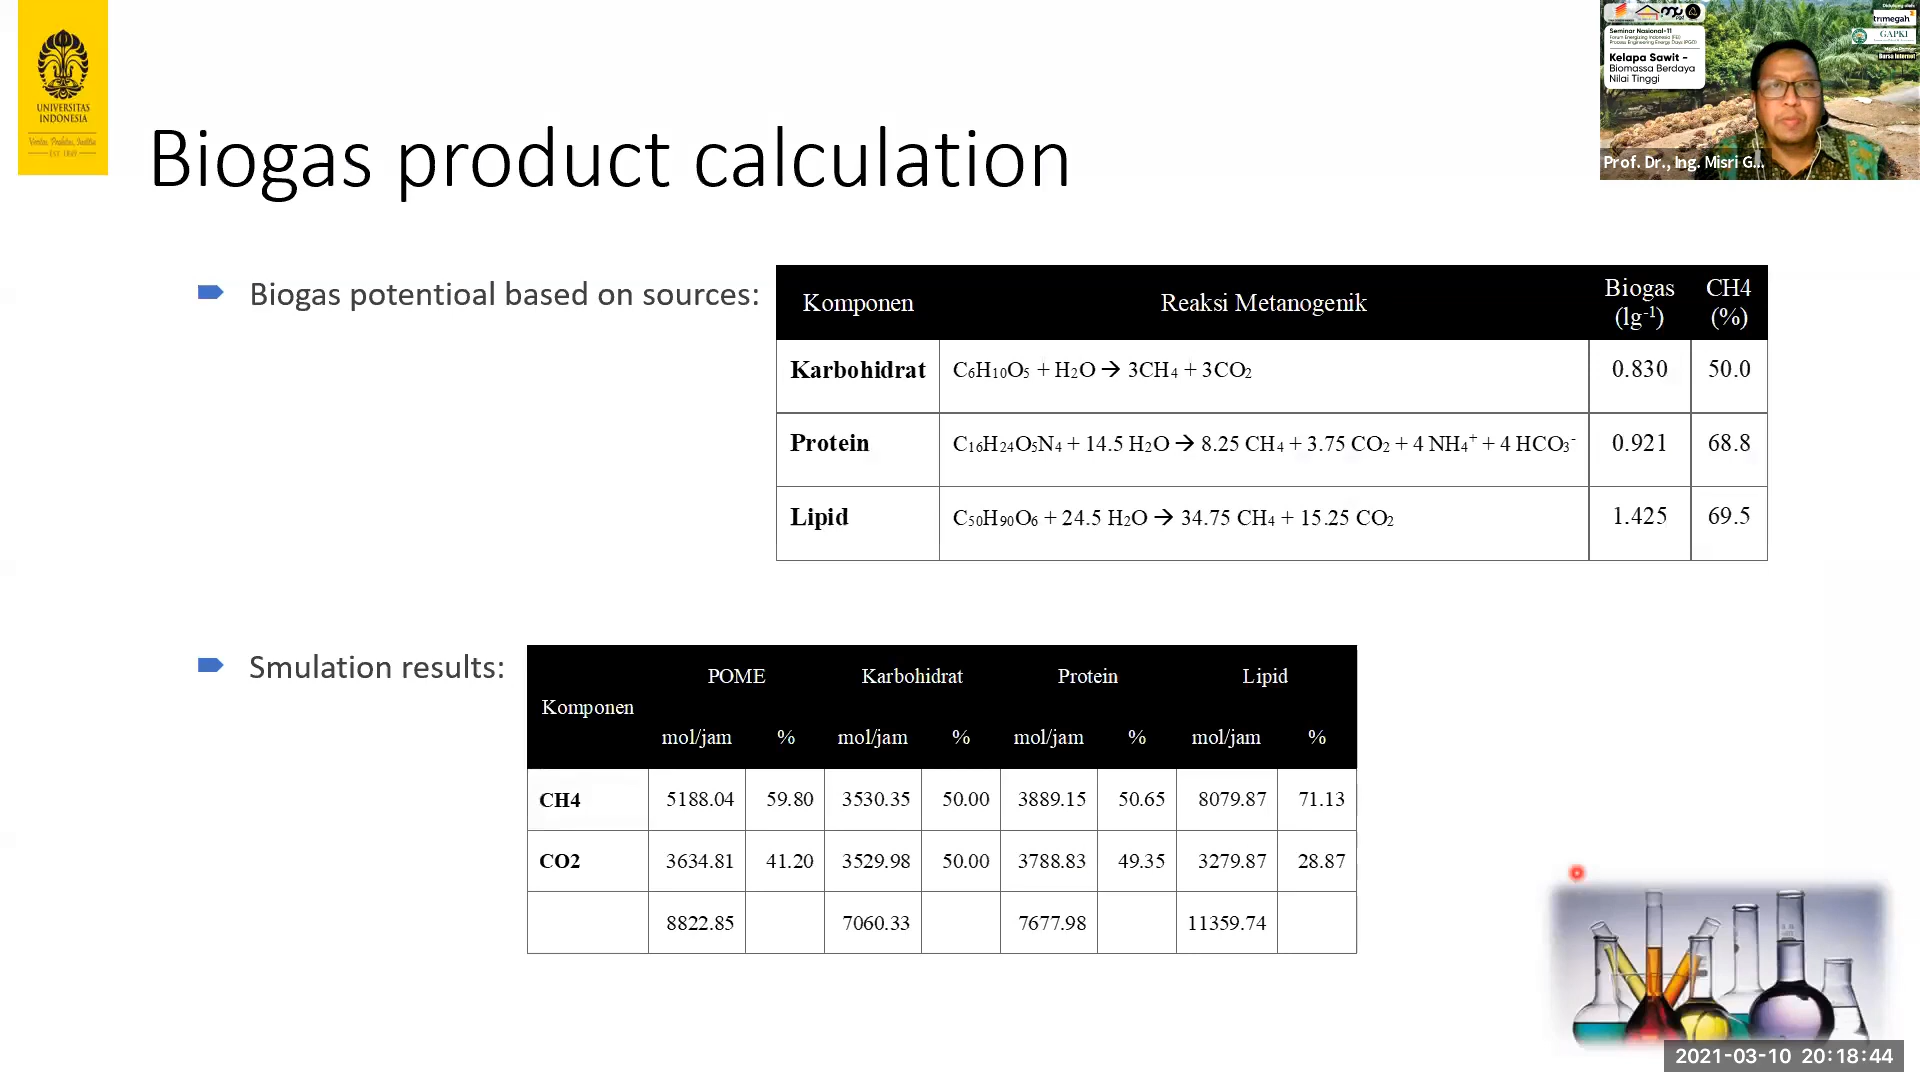 UNIVERSITAS
INDONESIA
Veritas, Probitas, Iustitia
EST. 1849
Biogas product calculation
Seminar Nasional-11
Forum Energizing Indonesia (FEI)
Kelapa Sawit -
Biomassa Berdaya
Nilai Tinggi
trimegah
GAPKI
Prof. Dr., Ing. Misri G...
Biogas potentioal based on sources:
Komponen Reaksi Metanogenik Biogas (lg⁻¹) CH4 (%)
Karbohidrat C₆H₁₀O₅ + H₂O → 3CH₄ + 3CO₂ 0.830 50.0
Protein C₁₆H₂₄O₅N₄ + 14.5 H₂O → 8.25 CH₄ + 3.75 CO₂ + 4 NH₄⁺ + 4 HCO₃⁻ 0.921 68.8
Lipid C₅₀H₉₀O₆ + 24.5 H₂O → 34.75 CH₄ + 15.25 CO₂ 1.425 69.5
Smulation results:
Komponen POME Karbohidrat Protein Lipid
mol/jam % mol/jam % mol/jam % mol/jam %
CH4 5188.04 59.80 3530.35 50.00 3889.15 50.65 8079.87 71.13
CO2 3634.81 41.20 3529.98 50.00 3788.83 49.35 3279.87 28.87
8822.85 7060.33 7677.98 11359.74
2021-03-10 20:18:44